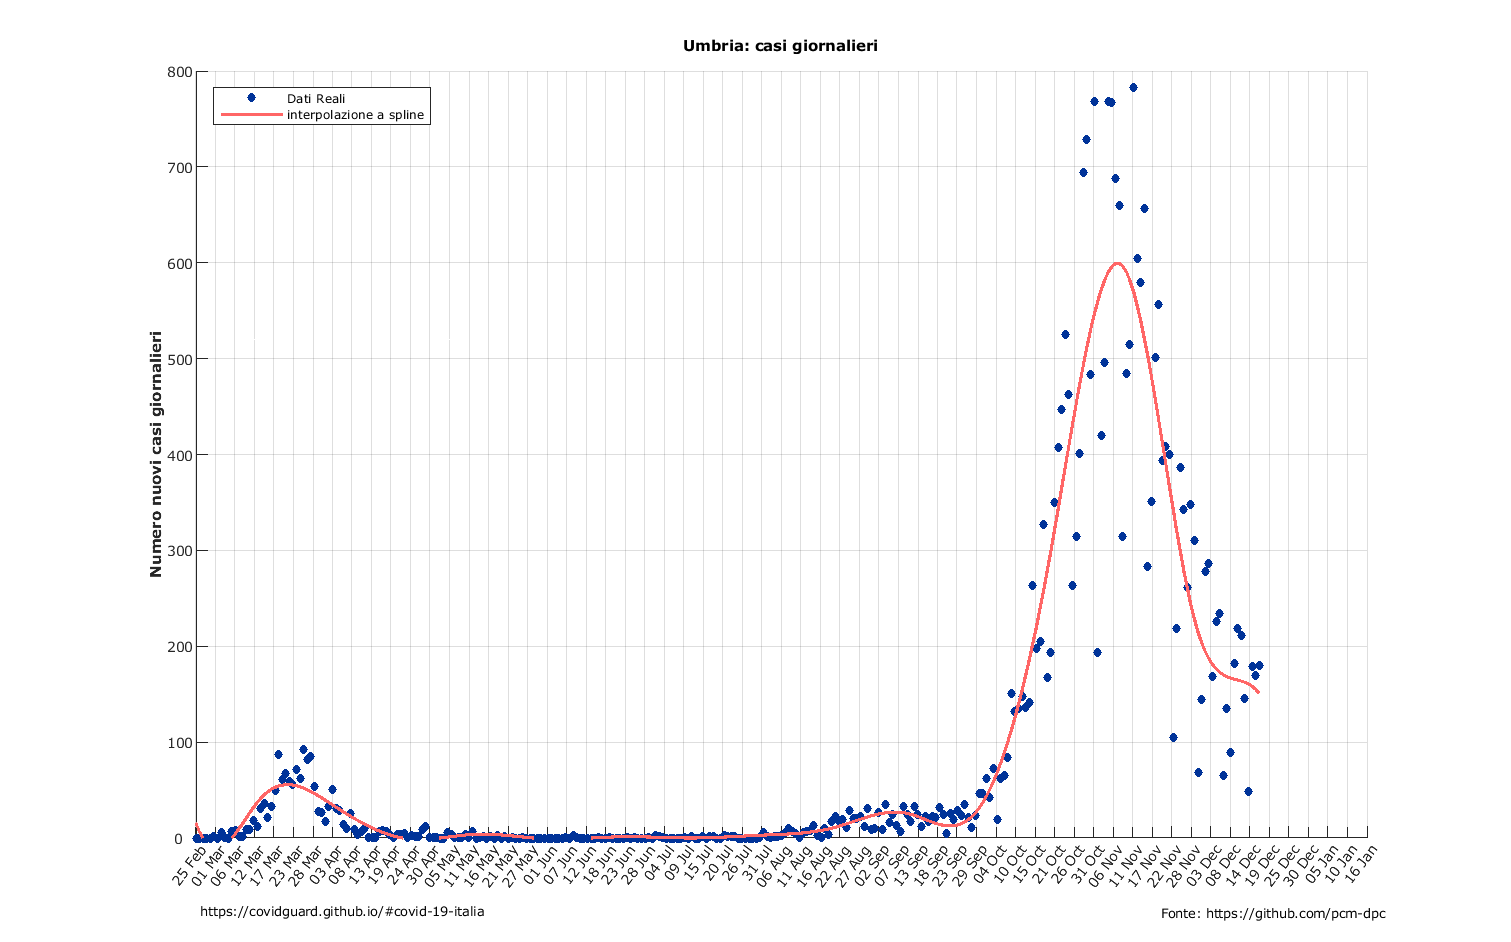 Umbria: casi giornalieri
Dati Reali
interpolazione a spline
Numero nuovi casi giornalieri
800
700
600
500
400
300
200
100
0
25 Feb
01 Mar
06 Mar
12 Mar
17 Mar
23 Mar
28 Mar
03 Apr
08 Apr
13 Apr
19 Apr
24 Apr
30 Apr
05 May
11 May
16 May
21 May
27 May
01 Jun
07 Jun
12 Jun
18 Jun
23 Jun
28 Jun
04 Jul
09 Jul
15 Jul
20 Jul
26 Jul
31 Jul
06 Aug
11 Aug
16 Aug
22 Aug
27 Aug
02 Sep
07 Sep
13 Sep
18 Sep
23 Sep
29 Sep
04 Oct
10 Oct
15 Oct
21 Oct
26 Oct
31 Oct
06 Nov
11 Nov
17 Nov
22 Nov
28 Nov
03 Dec
08 Dec
14 Dec
19 Dec
25 Dec
30 Dec
05 Jan
10 Jan
16 Jan
https://covidguard.github.io/#covid-19-italia
Fonte: https://github.com/pcm-dpc